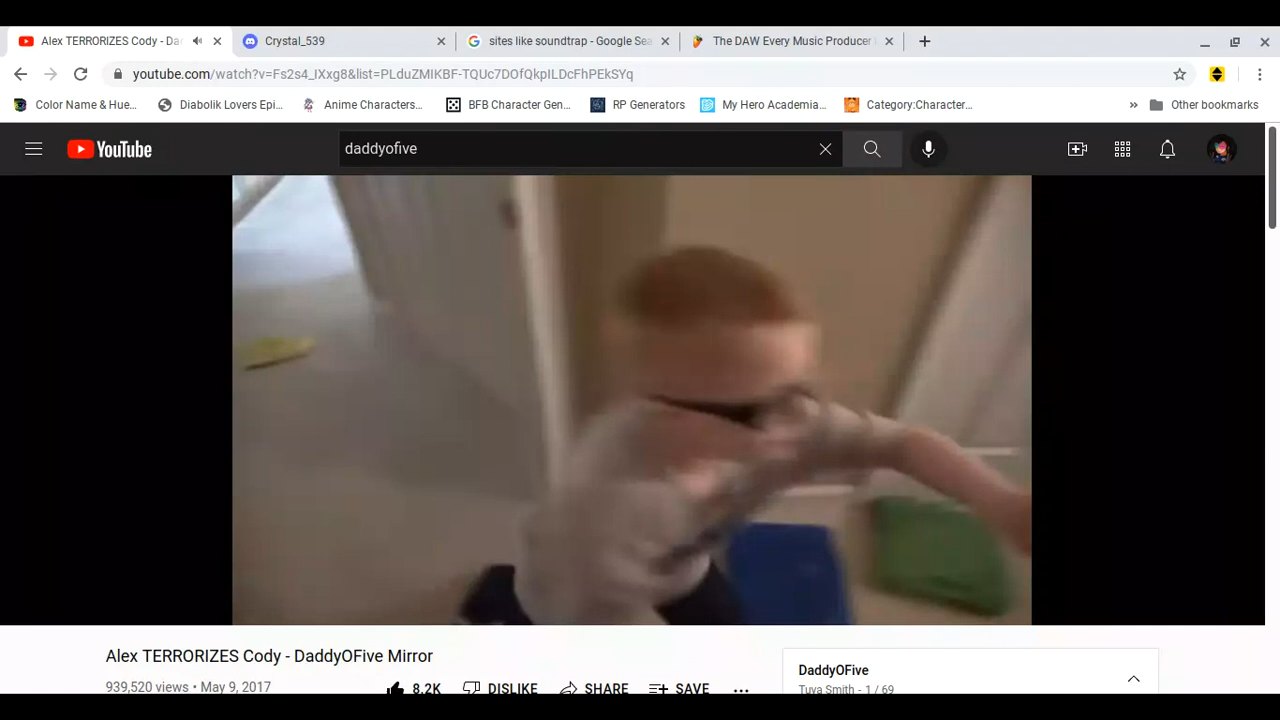 Alex TERRORIZES Cody - Da
Crystal_539
sites like soundtrap - Google Sea
The DAW Every Music Producer
youtube.com/watch?v=Fs2s4_IXxg8&list=PLduZMIKBF-TQUc7DOfQkpILDcFhPEkSYq
Color Name & Hue...
Diabolik Lovers Epi...
Anime Characters...
BFB Character Gen...
RP Generators
My Hero Academia...
Category:Character...
» Other bookmarks
YouTube
daddyofive
Alex TERRORIZES Cody - DaddyOFive Mirror
939,520 views • May 9, 2017
8.2K
DISLIKE
SHARE
SAVE
DaddyOFive
Tuva Smith - 1 / 69